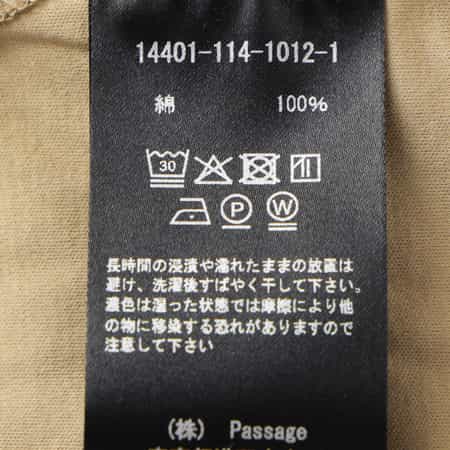 14401-114-1012-1
綿 100%
30
P W
長時間の浸漬や濡れたままの放置は
避け、洗濯後すばやく干して下さい。
濃色は湿った状態では摩擦により他
の物に移染する恐れがありますので
注意して下さい
(株) Passage